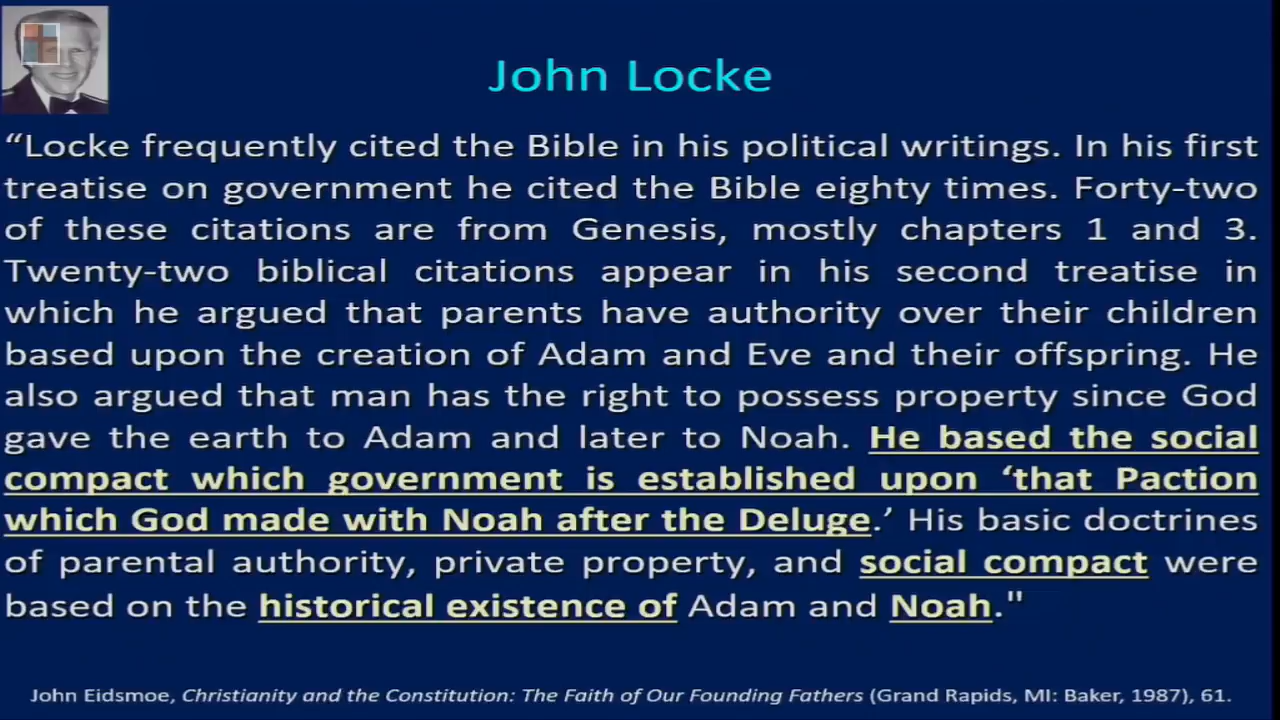 John Locke
“Locke frequently cited the Bible in his political writings. In his first
treatise on government he cited the Bible eighty times. Forty-two
of these citations are from Genesis, mostly chapters 1 and 3.
Twenty-two biblical citations appear in his second treatise in
which he argued that parents have authority over their children
based upon the creation of Adam and Eve and their offspring. He
also argued that man has the right to possess property since God
gave the earth to Adam and later to Noah. He based the social
compact which government is established upon ‘that Paction
which God made with Noah after the Deluge.’ His basic doctrines
of parental authority, private property, and social compact were
based on the historical existence of Adam and Noah."
John Eidsmoe, Christianity and the Constitution: The Faith of Our Founding Fathers (Grand Rapids, MI: Baker, 1987), 61.